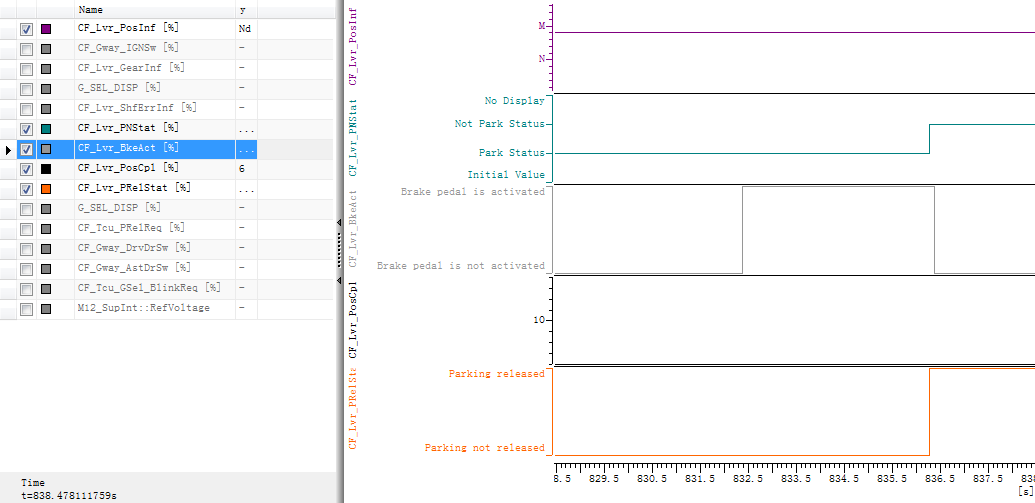 Name y
CF_Lvr_PosInf [%] Nd
CF_Gway_IGNSw [%] -
CF_Lvr_GearInf [%] -
G_SEL_DISP [%] -
CF_Lvr_ShfErrInf [%] -
CF_Lvr_PNStat [%] ...
CF_Lvr_BkeAct [%] ...
CF_Lvr_PosCpl [%] 6
CF_Lvr_PRelStat [%] ...
G_SEL_DISP [%] -
CF_Tcu_PRelReq [%] -
CF_Gway_DrvDrSw [%] -
CF_Gway_AstDrSw [%] -
CF_Tcu_GSel_BlinkReq [%] -
M12_SupInt::RefVoltage -
Time
t=838.478111759s
CF_Lvr_PosInf
M
N
CF_Lvr_PNStat
No Display
Not Park Status
Park Status
Initial Value
CF_Lvr_BkeAct
Brake pedal is activated
Brake pedal is not activated
CF_Lvr_PosCpl
10
CF_Lvr_PRelSta
Parking released
Parking not released
8.5 829.5 830.5 831.5 832.5 833.5 834.5 835.5 836.5 837.5 838
[s]